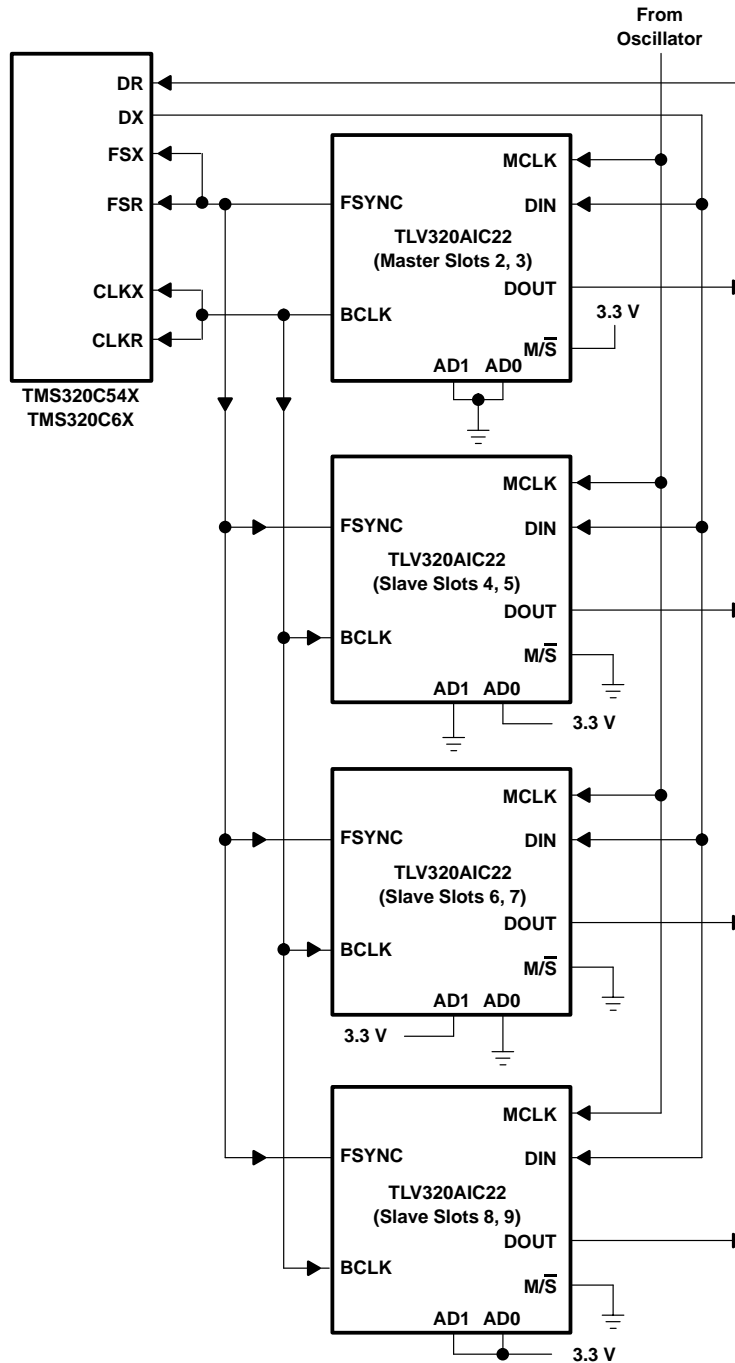 From
Oscillator
DR
DX
FSX
FSR
CLKX
CLKR
TMS320C54X
TMS320C6X
MCLK
FSYNC
DIN
TLV320AIC22
(Master Slots 2, 3)
DOUT
BCLK
3.3 V
M/S̅
AD1 AD0
MCLK
FSYNC
DIN
TLV320AIC22
(Slave Slots 4, 5)
DOUT
BCLK
M/S̅
AD1 AD0
3.3 V
MCLK
FSYNC
DIN
TLV320AIC22
(Slave Slots 6, 7)
DOUT
BCLK
M/S̅
AD1 AD0
3.3 V
MCLK
FSYNC
DIN
TLV320AIC22
(Slave Slots 8, 9)
DOUT
BCLK
M/S̅
AD1 AD0
3.3 V